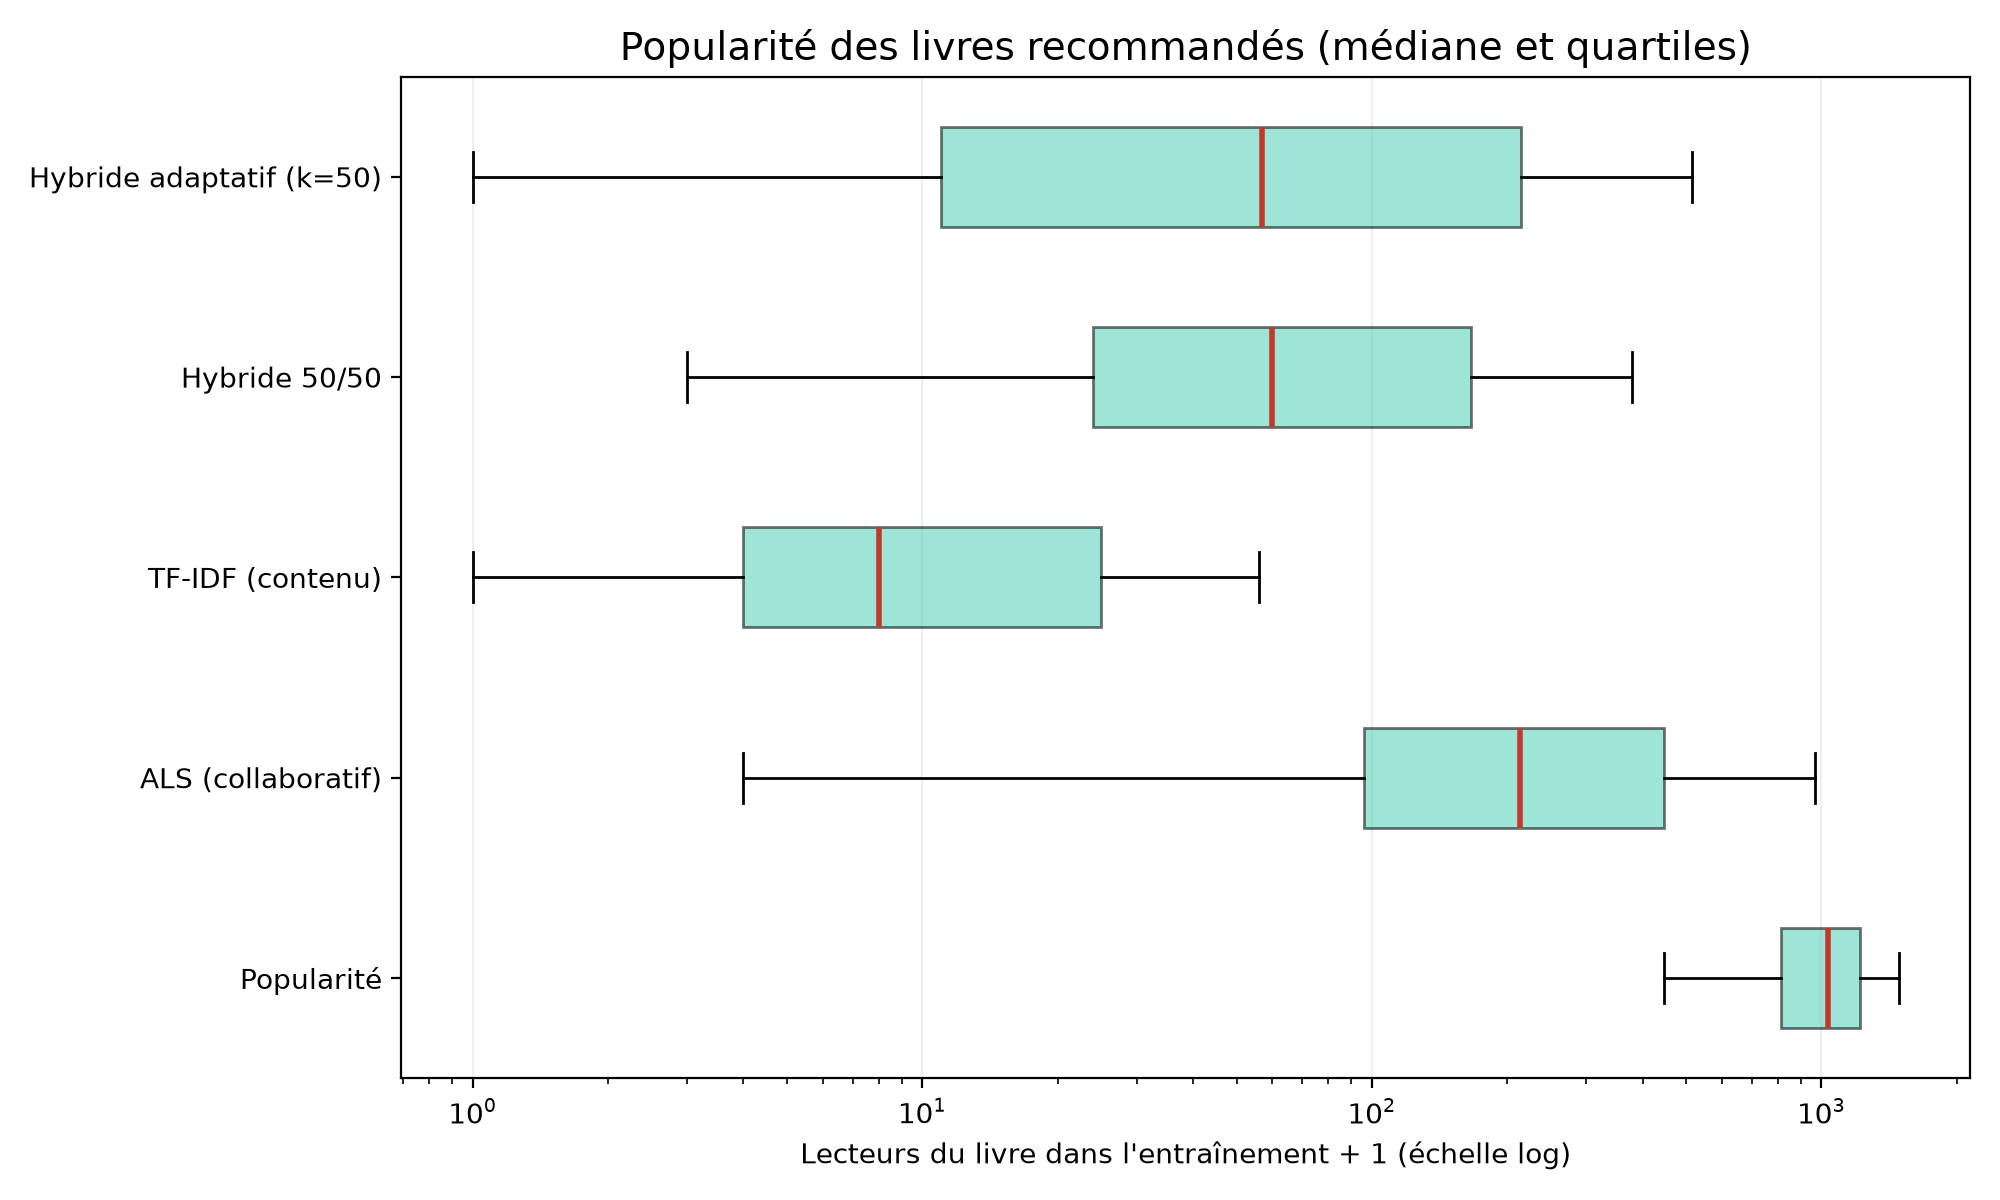 Popularité des livres recommandés (médiane et quartiles)
Hybride adaptatif (k=50)
Hybride 50/50
TF-IDF (contenu)
ALS (collaboratif)
Popularité
10⁰ 10¹ 10² 10³
Lecteurs du livre dans l'entraînement + 1 (échelle log)